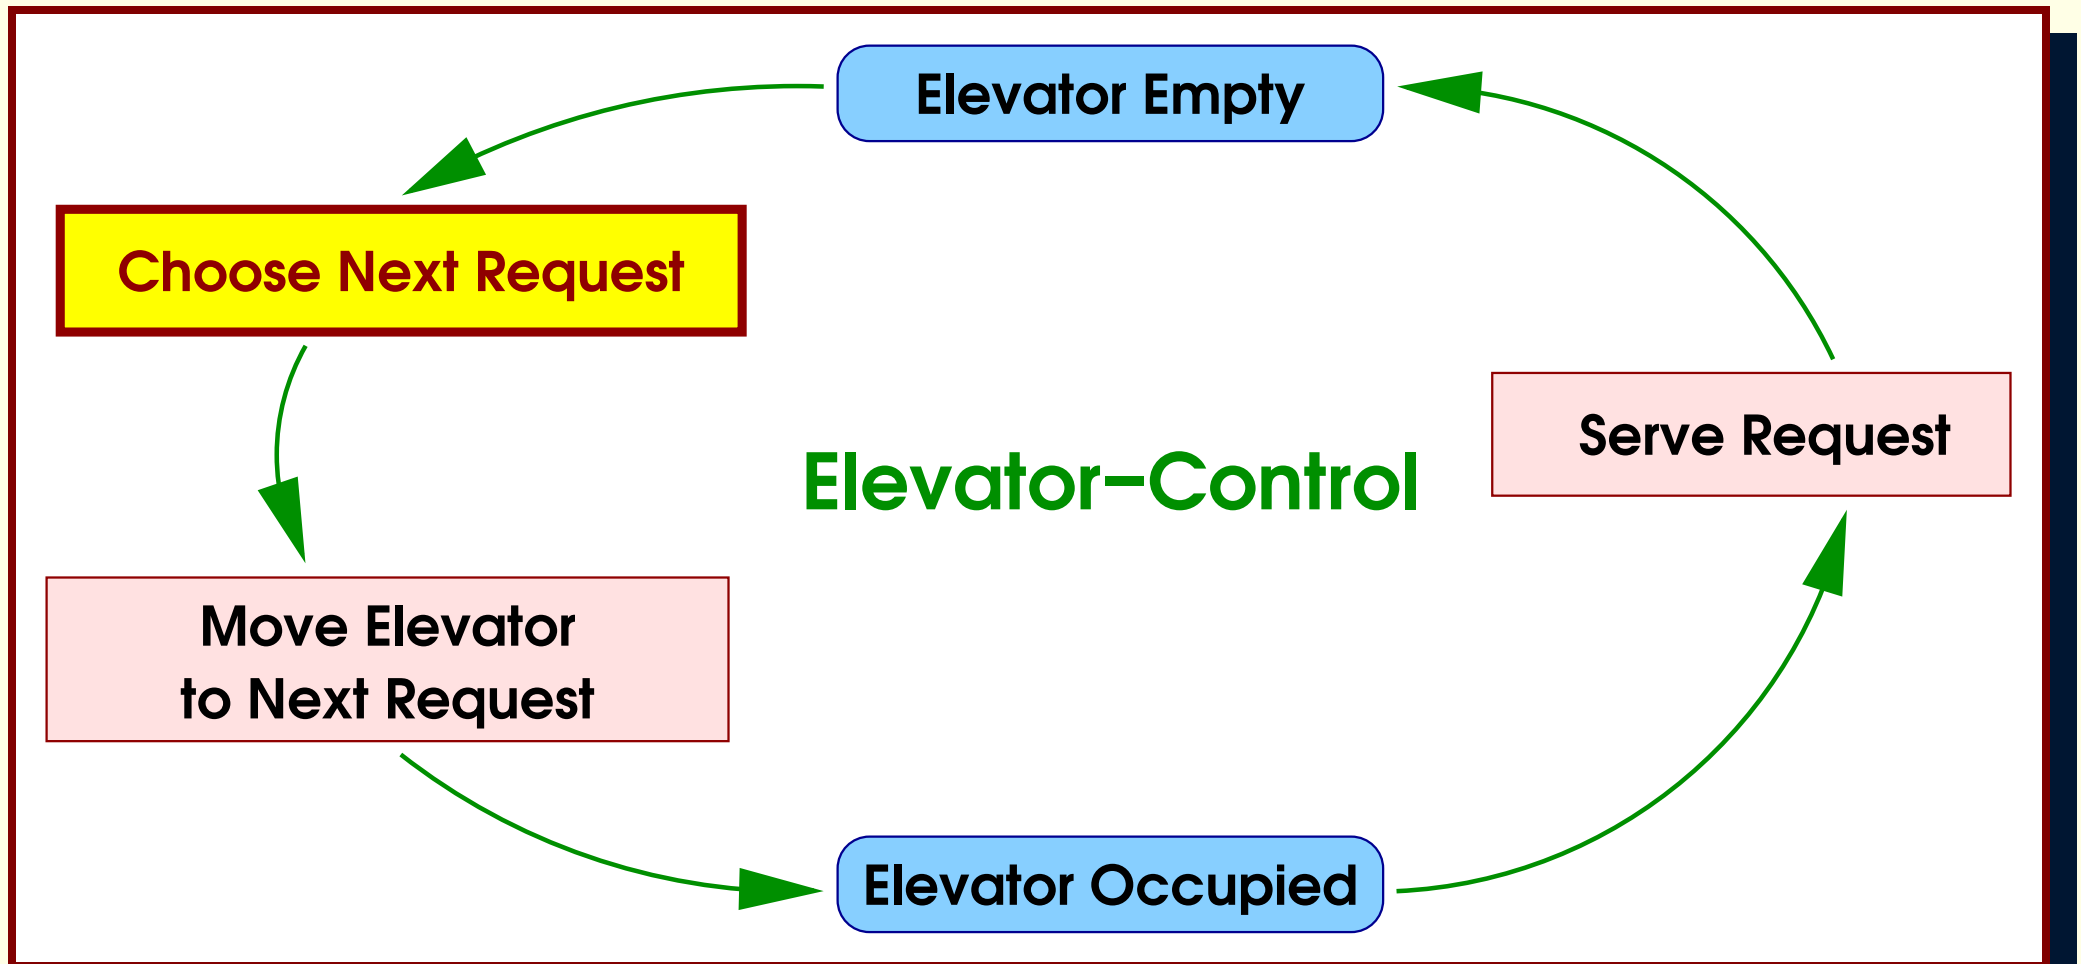 Elevator Empty
Choose Next Request
Serve Request
Elevator–Control
Move Elevator
to Next Request
Elevator Occupied